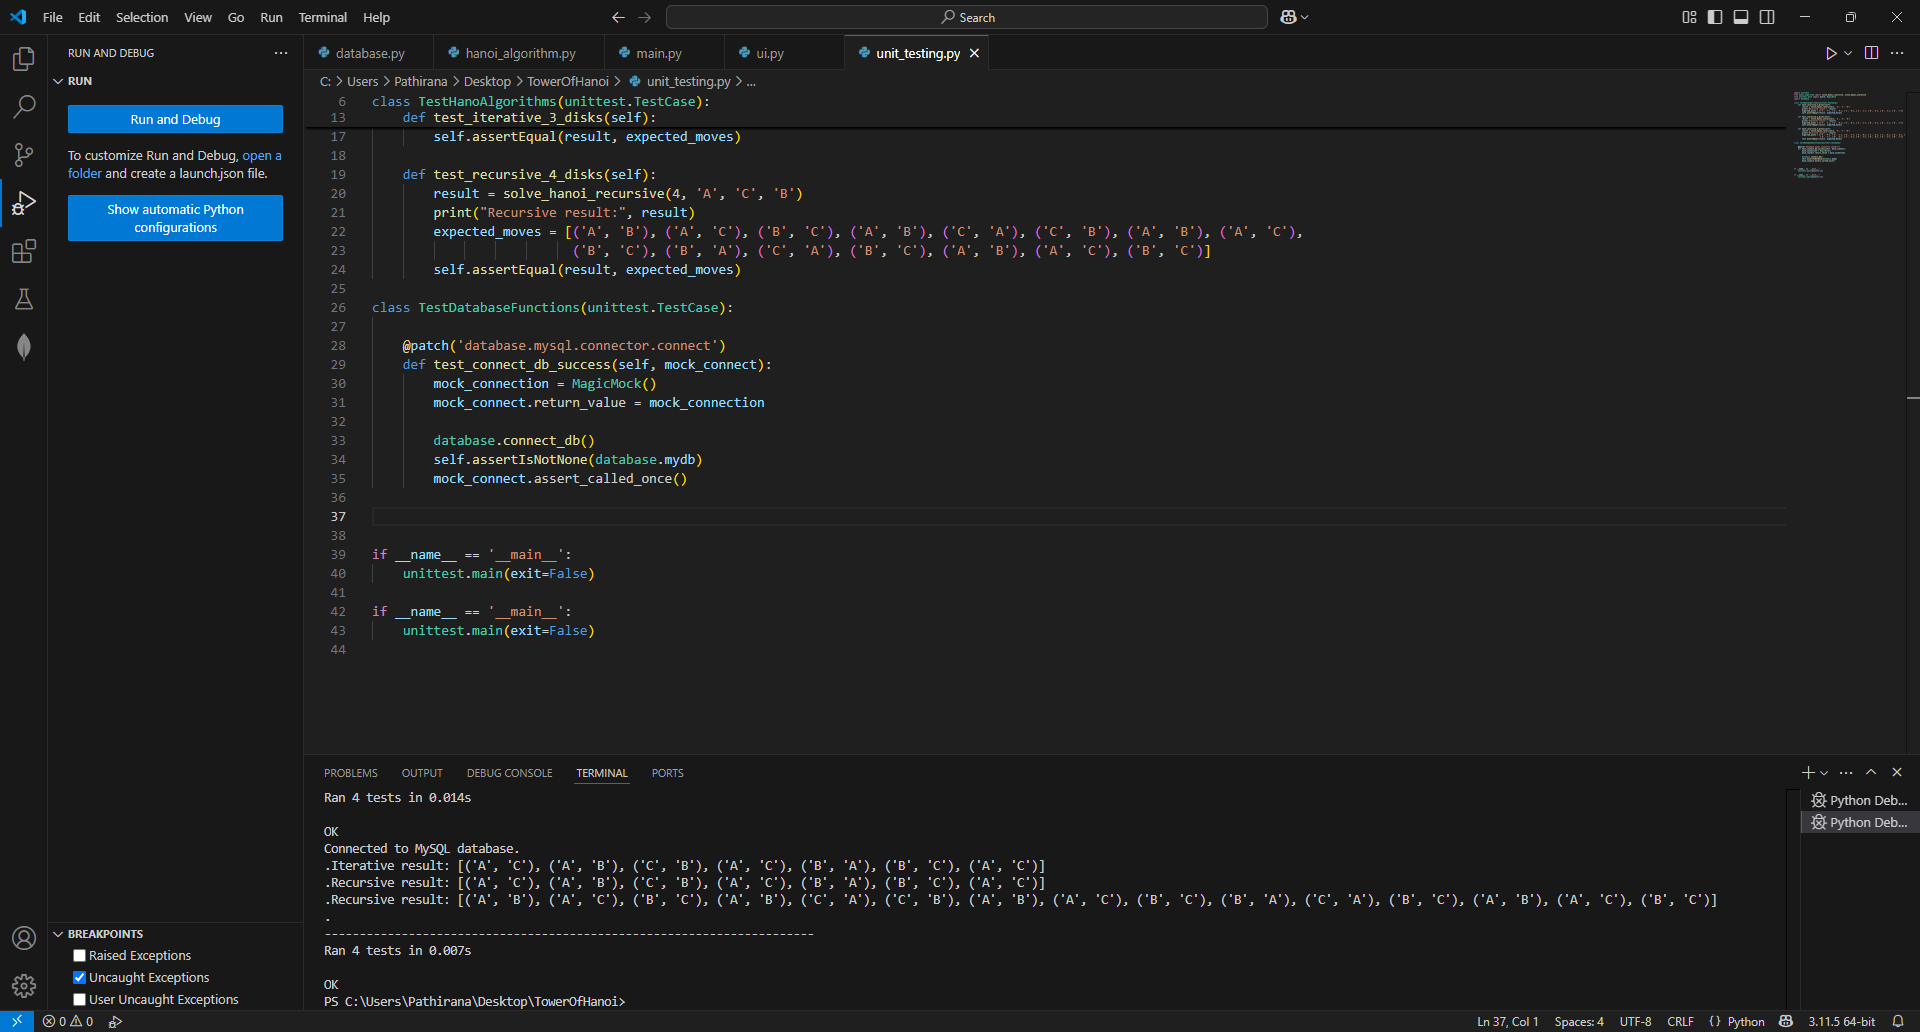 File Edit Selection View Go Run Terminal Help
Search
RUN AND DEBUG
RUN
Run and Debug
To customize Run and Debug, open a
folder and create a launch.json file.
Show automatic Python
configurations
BREAKPOINTS
Raised Exceptions
Uncaught Exceptions
User Uncaught Exceptions
database.py hanoi_algorithm.py main.py ui.py unit_testing.py
C: > Users > Pathirana > Desktop > TowerOfHanoi > unit_testing.py > ...
6 class TestHanoAlgorithms(unittest.TestCase):
13 def test_iterative_3_disks(self):
17 self.assertEqual(result, expected_moves)
18
19 def test_recursive_4_disks(self):
20 result = solve_hanoi_recursive(4, 'A', 'C', 'B')
21 print("Recursive result:", result)
22 expected_moves = [('A', 'B'), ('A', 'C'), ('B', 'C'), ('A', 'B'), ('C', 'A'), ('C', 'B'), ('A', 'B'), ('A', 'C'),
23 ('B', 'C'), ('B', 'A'), ('C', 'A'), ('B', 'C'), ('A', 'B'), ('A', 'C'), ('B', 'C')]
24 self.assertEqual(result, expected_moves)
25
26 class TestDatabaseFunctions(unittest.TestCase):
27
28 @patch('database.mysql.connector.connect')
29 def test_connect_db_success(self, mock_connect):
30 mock_connection = MagicMock()
31 mock_connect.return_value = mock_connection
32
33 database.connect_db()
34 self.assertIsNotNone(database.mydb)
35 mock_connect.assert_called_once()
36
37
38
39 if __name__ == '__main__':
40 unittest.main(exit=False)
41
42 if __name__ == '__main__':
43 unittest.main(exit=False)
44
PROBLEMS OUTPUT DEBUG CONSOLE TERMINAL PORTS
Ran 4 tests in 0.014s
OK
Connected to MySQL database.
.Iterative result: [('A', 'C'), ('A', 'B'), ('C', 'B'), ('A', 'C'), ('B', 'A'), ('B', 'C'), ('A', 'C')]
.Recursive result: [('A', 'C'), ('A', 'B'), ('C', 'B'), ('A', 'C'), ('B', 'A'), ('B', 'C'), ('A', 'C')]
.Recursive result: [('A', 'B'), ('A', 'C'), ('B', 'C'), ('A', 'B'), ('C', 'A'), ('C', 'B'), ('A', 'B'), ('A', 'C'), ('B', 'C'), ('B', 'A'), ('C', 'A'), ('B', 'C'), ('A', 'B'), ('A', 'C'), ('B', 'C')]
.
----------------------------------------------------------------------
Ran 4 tests in 0.007s
OK
PS C:\Users\Pathirana\Desktop\TowerOfHanoi>
Python Deb...
Python Deb...
0 0
Ln 37, Col 1 Spaces: 4 UTF-8 CRLF {} Python 3.11.5 64-bit